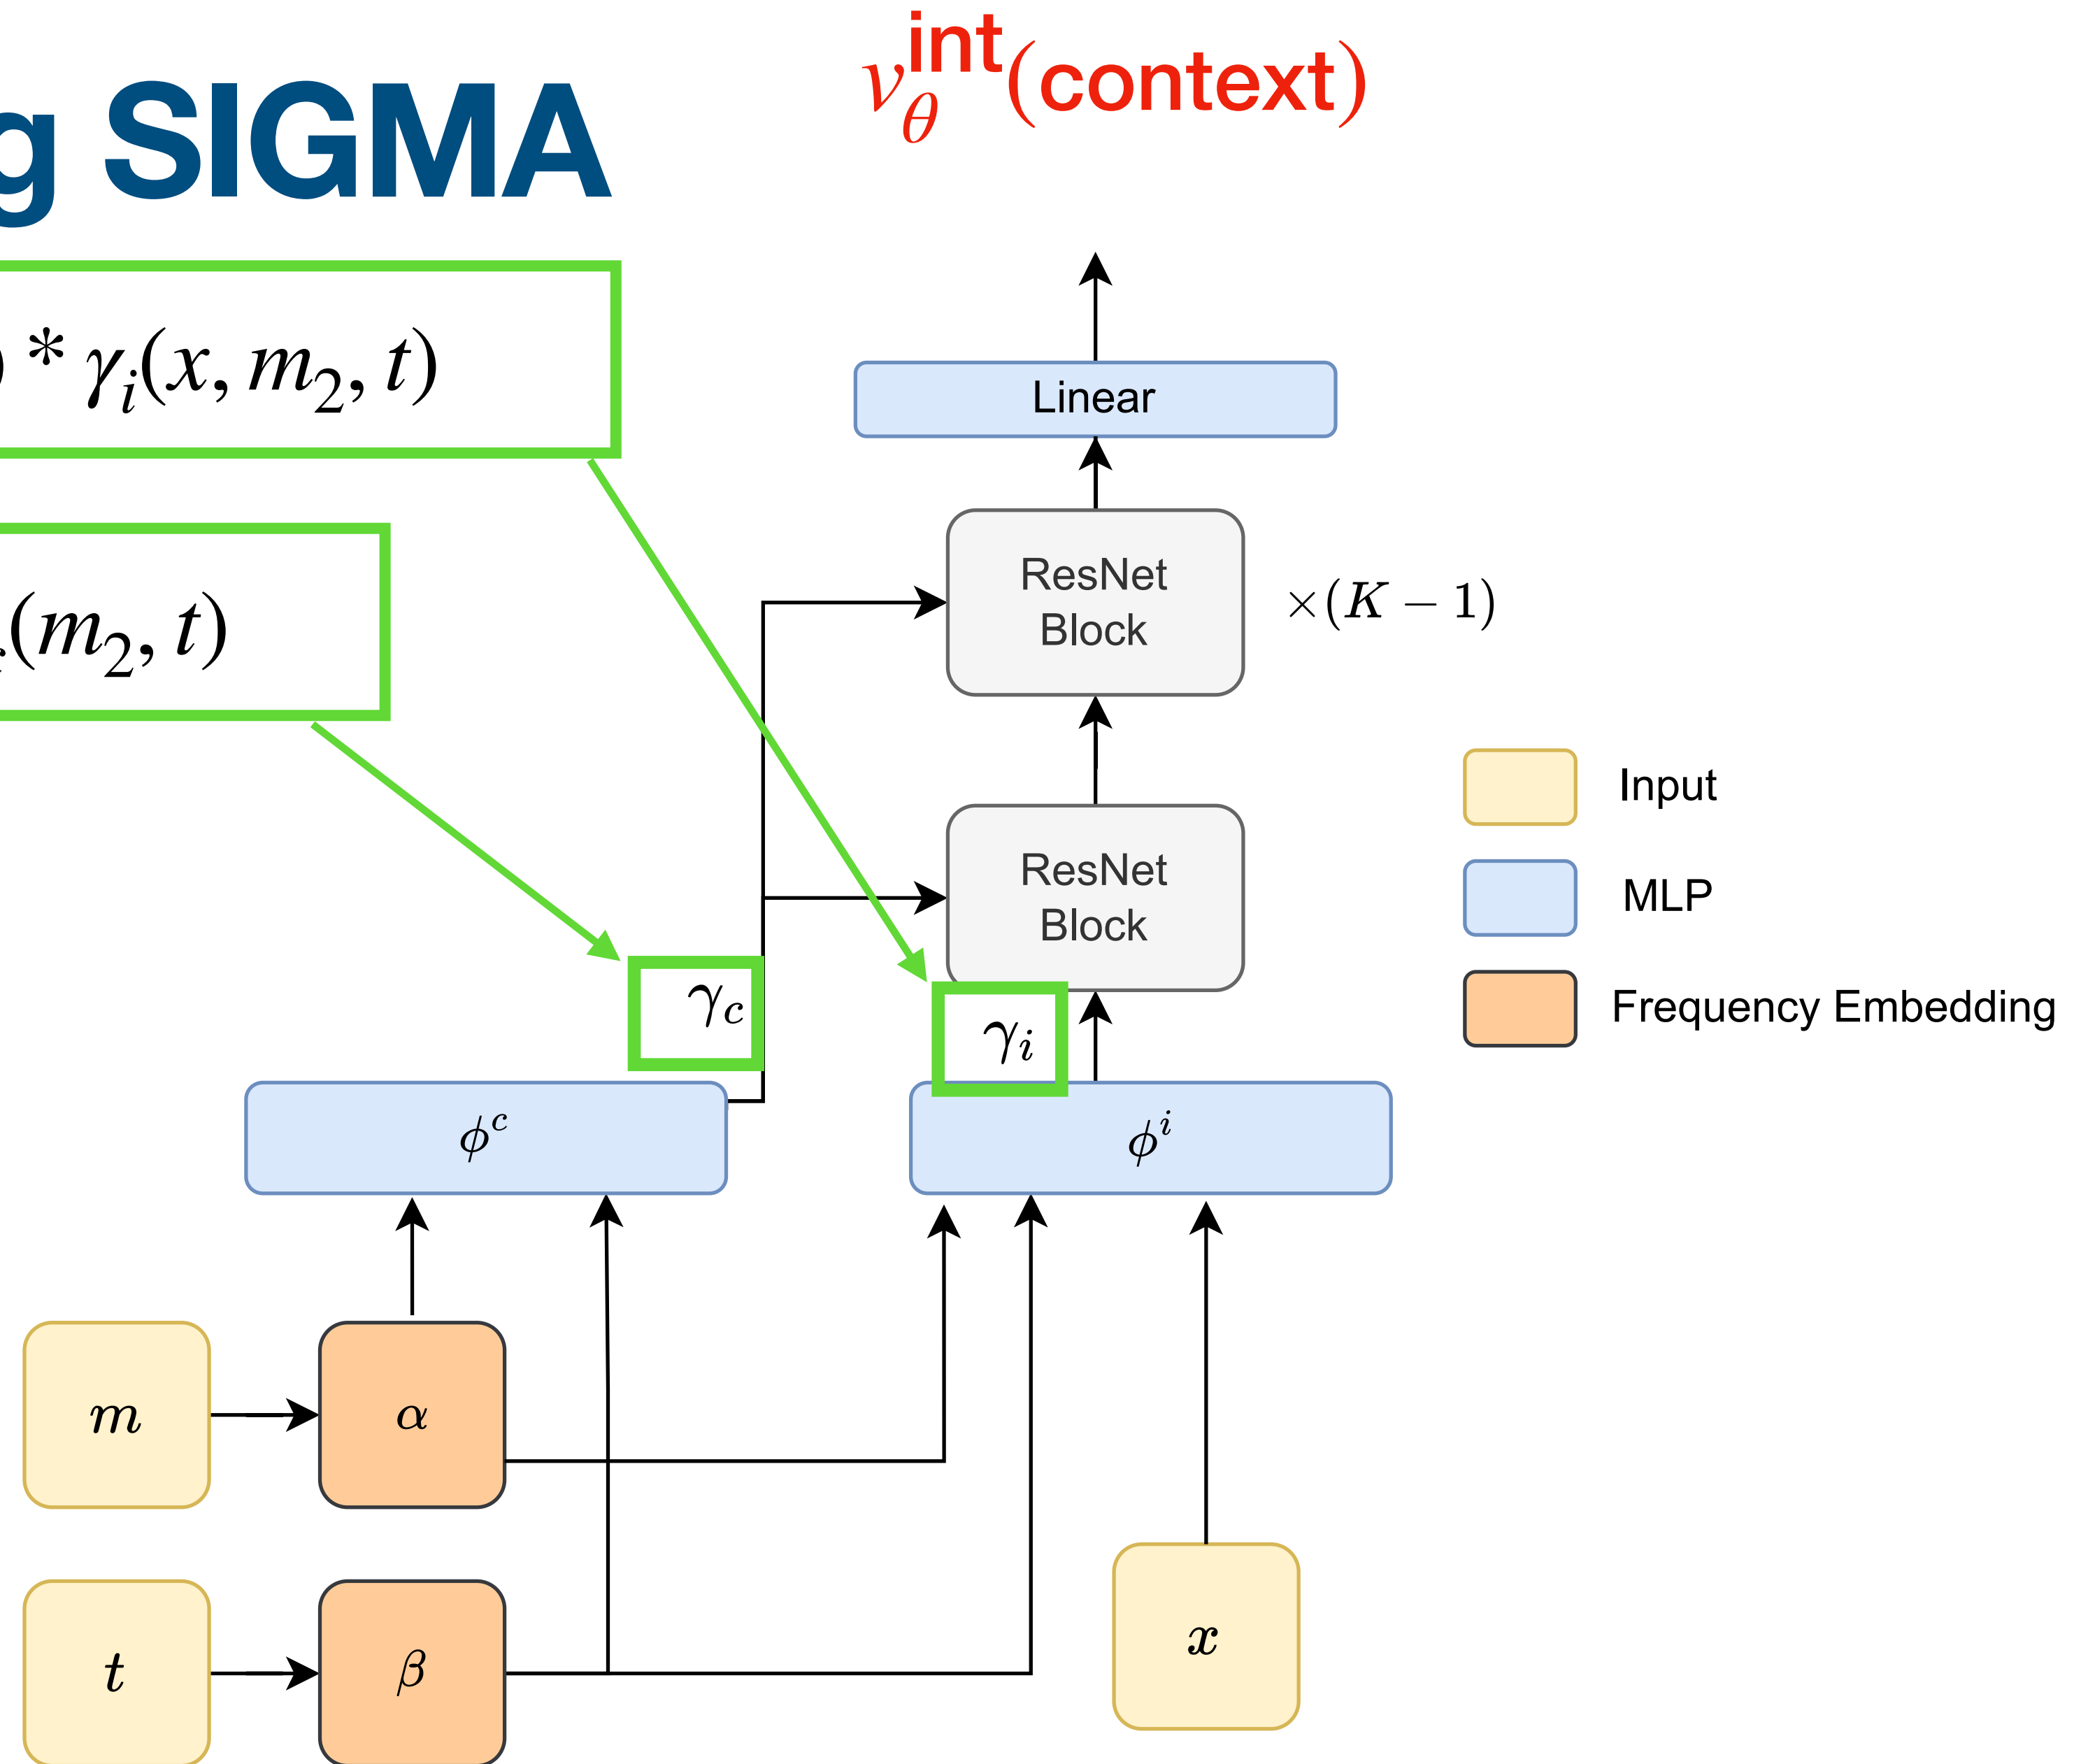 g SIGMA
v_θ^int(context)
) * γ_i(x, m_2, t)
(m_2, t)
Linear
ResNet
Block
×(K − 1)
ResNet
Block
Input
MLP
Frequency Embedding
γ_c
γ_i
ϕ^c
ϕ^i
m
α
t
β
x